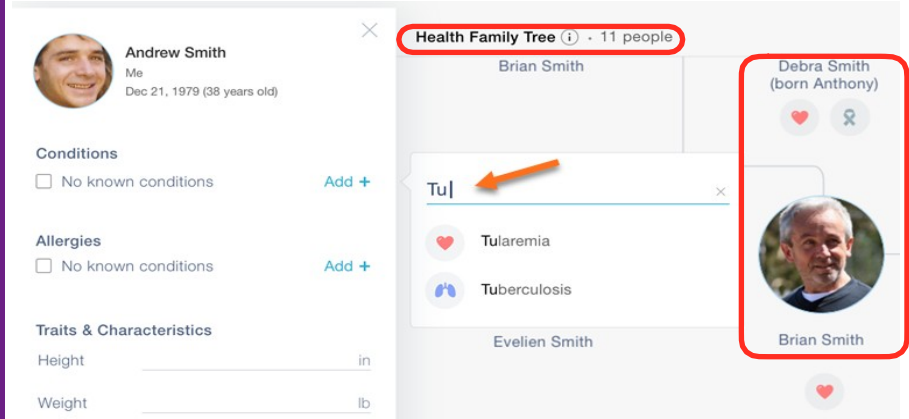 Andrew Smith
Me
Dec 21, 1979 (38 years old)
Conditions
No known conditions Add +
Allergies
No known conditions Add +
Traits & Characteristics
Height in
Weight lb
Health Family Tree i · 11 people
Brian Smith
Debra Smith
(born Anthony)
Tu
Tularemia
Tuberculosis
Evelien Smith
Brian Smith